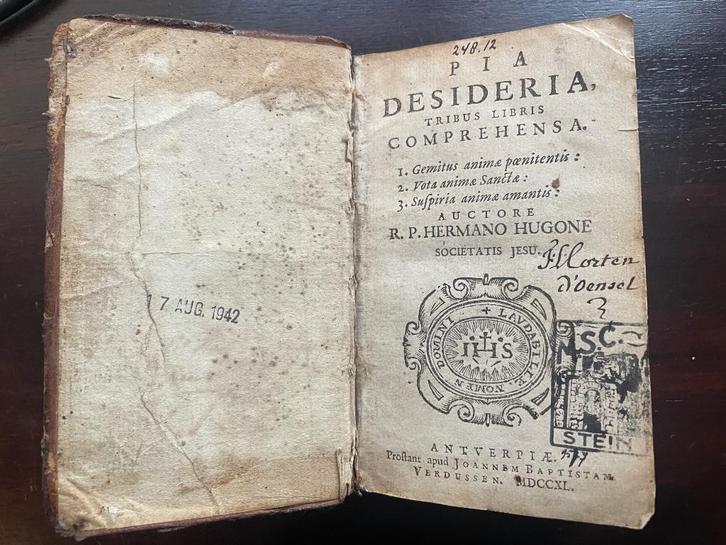 17 AUG. 1942
248.12
PIA
DESIDERIA,
TRIBUS LIBRIS
COMPREHENSA.
1. Gemitus animæ pœnitentis:
2. Vota animæ Sanctæ:
3. Suspiria animæ amantis:
AUCTORE
R. P. HERMANO HUGONE
SOCIETATIS JESU.
d'Oensel
LAUDABILE NOMEN DOMINI
IHS
M.S.C.
STEIN
ANTVERPIÆ.
Prostant apud JOANNEM BAPTISTAM
VERDUSSEN. MDCCXL.